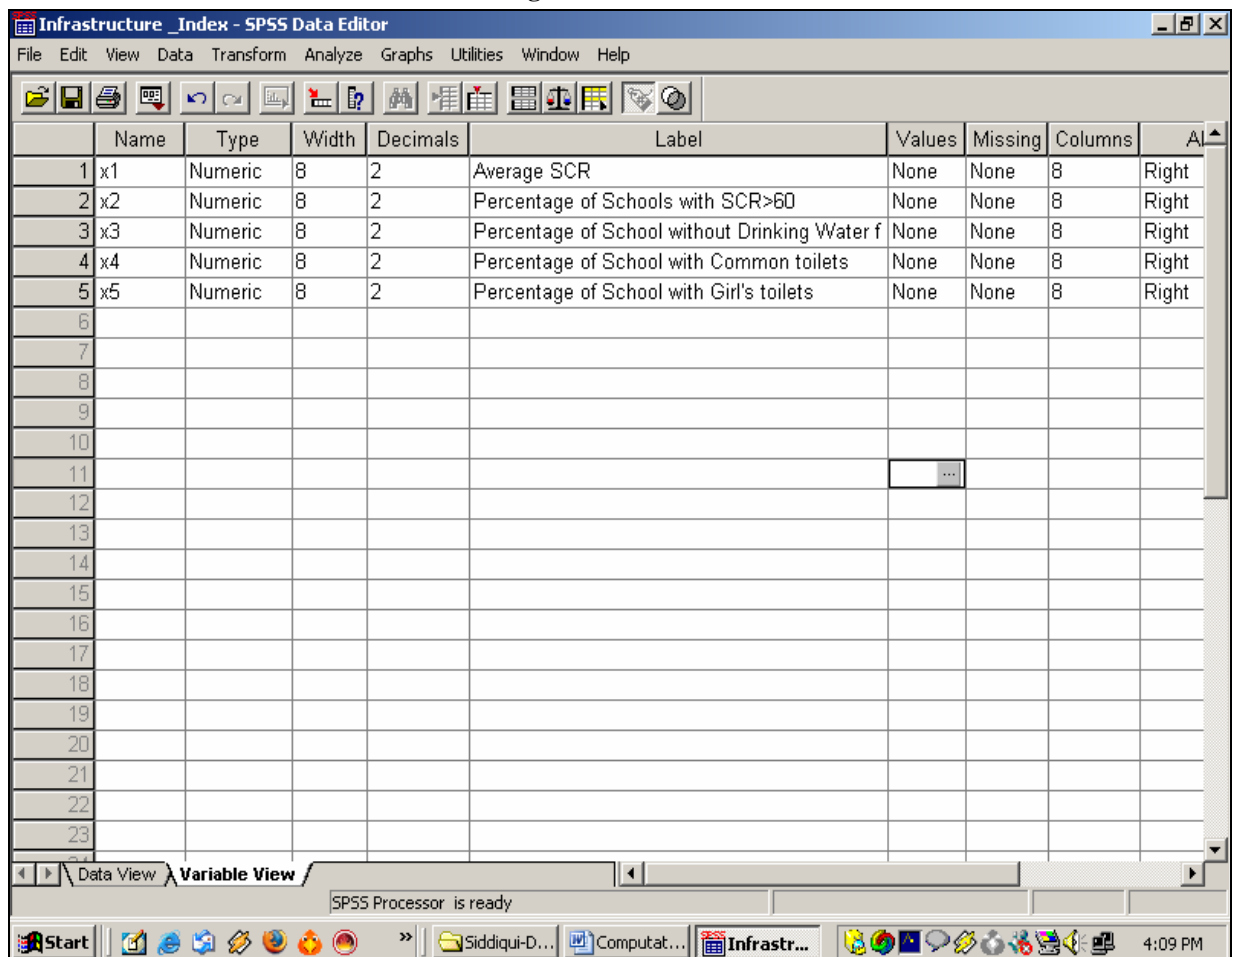 Infrastructure _Index - SPSS Data Editor
File Edit View Data Transform Analyze Graphs Utilities Window Help
Name Type Width Decimals Label Values Missing Columns Al
1 x1 Numeric 8 2 Average SCR None None 8 Right
2 x2 Numeric 8 2 Percentage of Schools with SCR>60 None None 8 Right
3 x3 Numeric 8 2 Percentage of School without Drinking Water f None None 8 Right
4 x4 Numeric 8 2 Percentage of School with Common toilets None None 8 Right
5 x5 Numeric 8 2 Percentage of School with Girl's toilets None None 8 Right
6
7
8
9
10
11 ...
12
13
14
15
16
17
18
19
20
21
22
23
Data View Variable View
SPSS Processor is ready
Start » Siddiqui-D... Computat... Infrastr... 4:09 PM